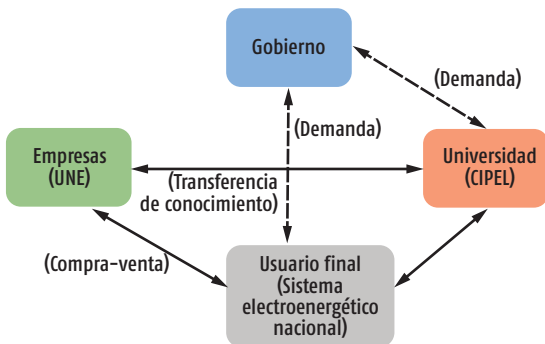 Gobierno
(Demanda)
(Demanda)
Empresas
(UNE)
Universidad
(CIPEL)
(Transferencia
de conocimiento)
(Compra-venta)
Usuario final
(Sistema
electroenergético
nacional)